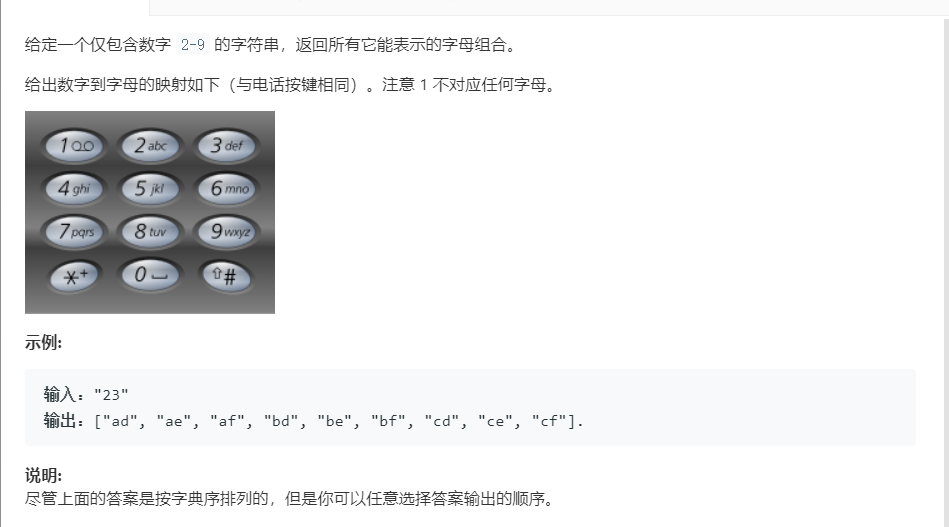 给定一个仅包含数字 2-9 的字符串，返回所有它能表示的字母组合。
给出数字到字母的映射如下（与电话按键相同）。注意 1 不对应任何字母。
1 2 abc 3 def
4 ghi 5 jkl 6 mno
7 pqrs 8 tuv 9 wxyz
*+ 0 #
示例:
输入："23"
输出：["ad", "ae", "af", "bd", "be", "bf", "cd", "ce", "cf"].
说明:
尽管上面的答案是按字典序排列的，但是你可以任意选择答案输出的顺序。